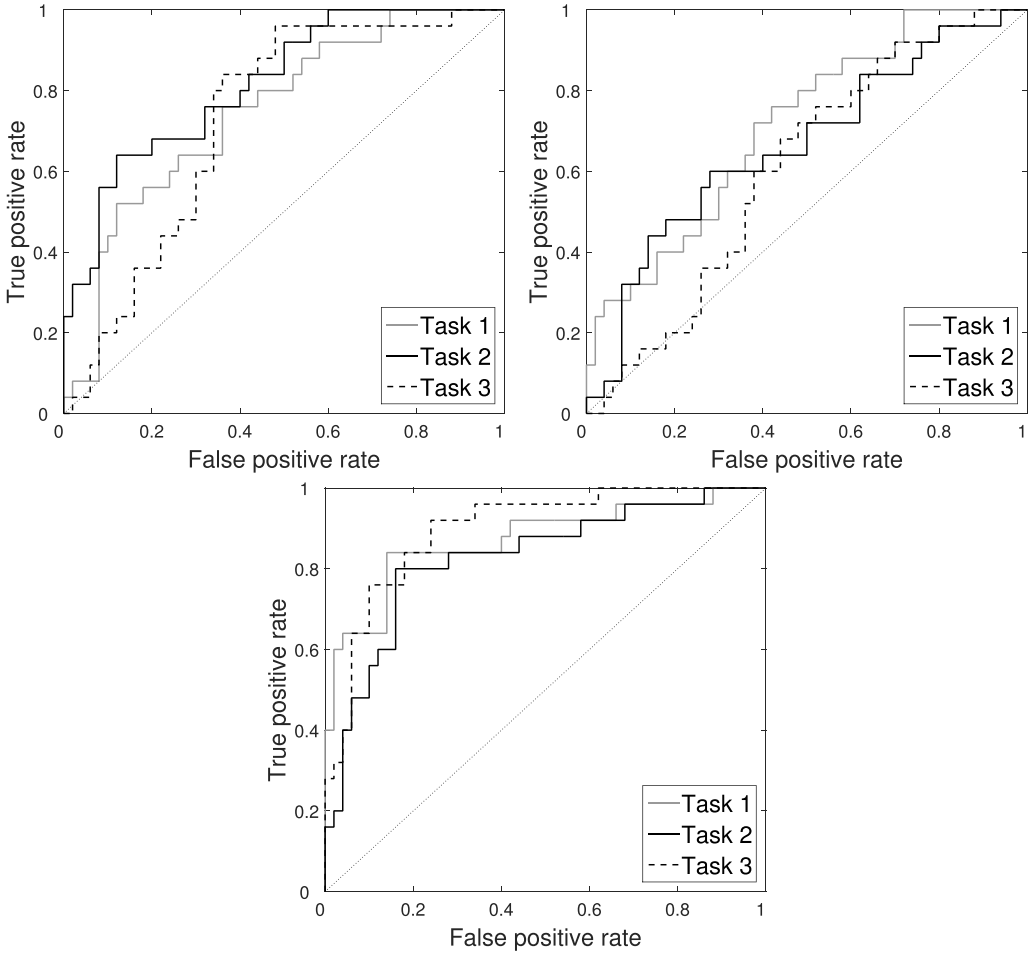 True positive rate
1
0.8
0.6
0.4
0.2
0
0 0.2 0.4 0.6 0.8 1
False positive rate
Task 1
Task 2
Task 3
True positive rate
1
0.8
0.6
0.4
0.2
0
0 0.2 0.4 0.6 0.8 1
False positive rate
Task 1
Task 2
Task 3
True positive rate
1
0.8
0.6
0.4
0.2
0
0 0.2 0.4 0.6 0.8 1
False positive rate
Task 1
Task 2
Task 3